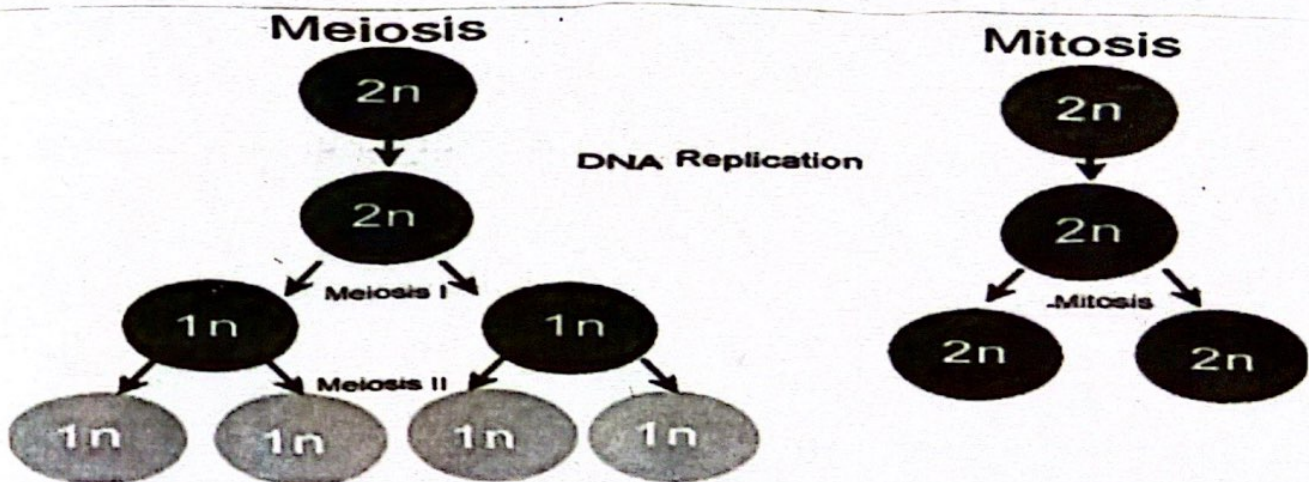 Meiosis
Mitosis
2n
2n
DNA Replication
2n
2n
Meiosis I
-Mitosis
1n
1n
2n
2n
Meiosis II
1n
1n
1n
1n